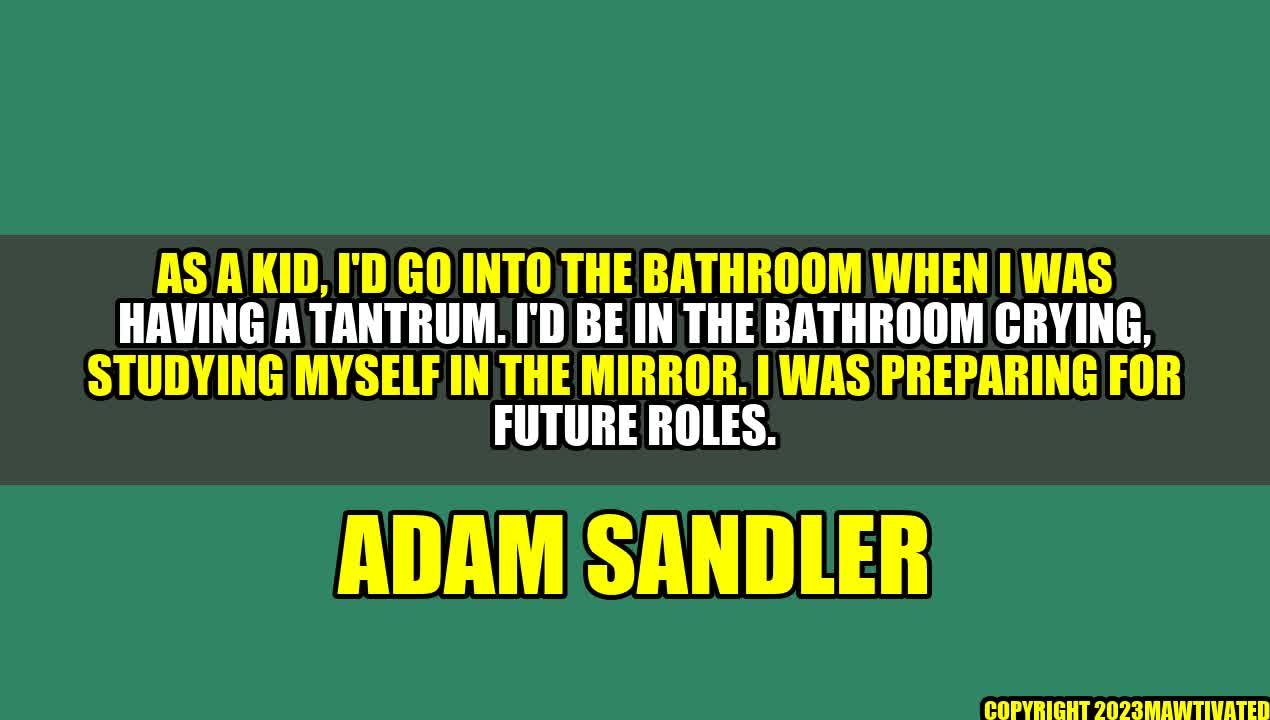 AS A KID, I'D GO INTO THE BATHROOM WHEN I WAS
HAVING A TANTRUM. I'D BE IN THE BATHROOM CRYING,
STUDYING MYSELF IN THE MIRROR. I WAS PREPARING FOR
FUTURE ROLES.
ADAM SANDLER
COPYRIGHT 2023MAWTIVATED